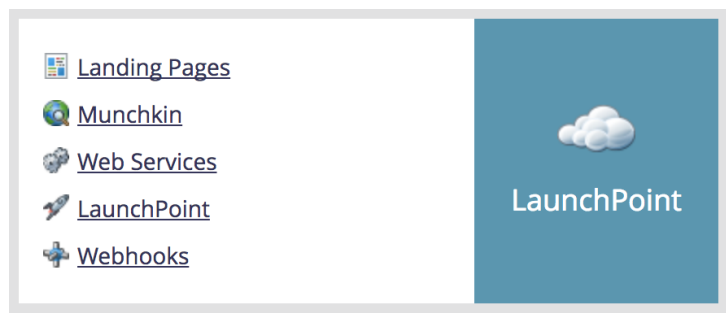 Landing Pages
Munchkin
Web Services
LaunchPoint
Webhooks
LaunchPoint